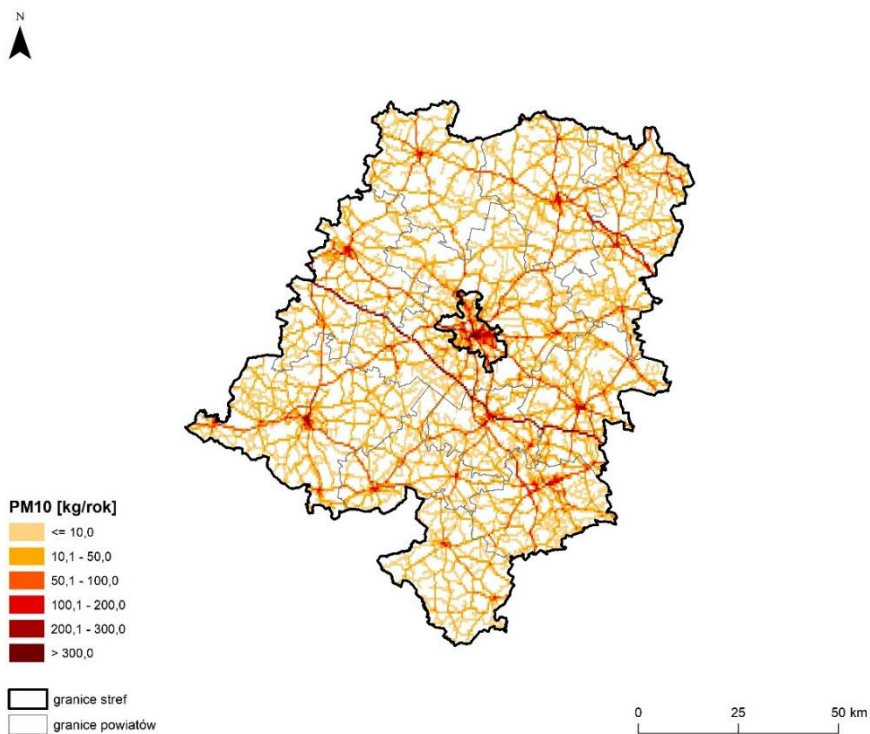 N
PM10 [kg/rok]
<= 10,0
10,1 - 50,0
50,1 - 100,0
100,1 - 200,0
200,1 - 300,0
> 300,0
granice stref
granice powiatów
0 25 50 km